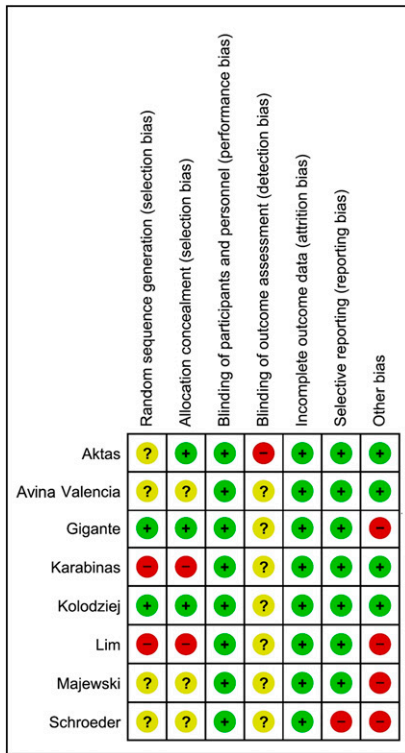 Random sequence generation (selection bias)
Allocation concealment (selection bias)
Blinding of participants and personnel (performance bias)
Blinding of outcome assessment (detection bias)
Incomplete outcome data (attrition bias)
Selective reporting (reporting bias)
Other bias
Aktas ? + + − + + +
Avina Valencia ? ? + ? + + +
Gigante + + + ? + + −
Karabinas − − + ? + + +
Kolodziej + + + ? + + +
Lim − − + ? + + −
Majewski ? ? + ? + + −
Schroeder ? ? + ? + − −